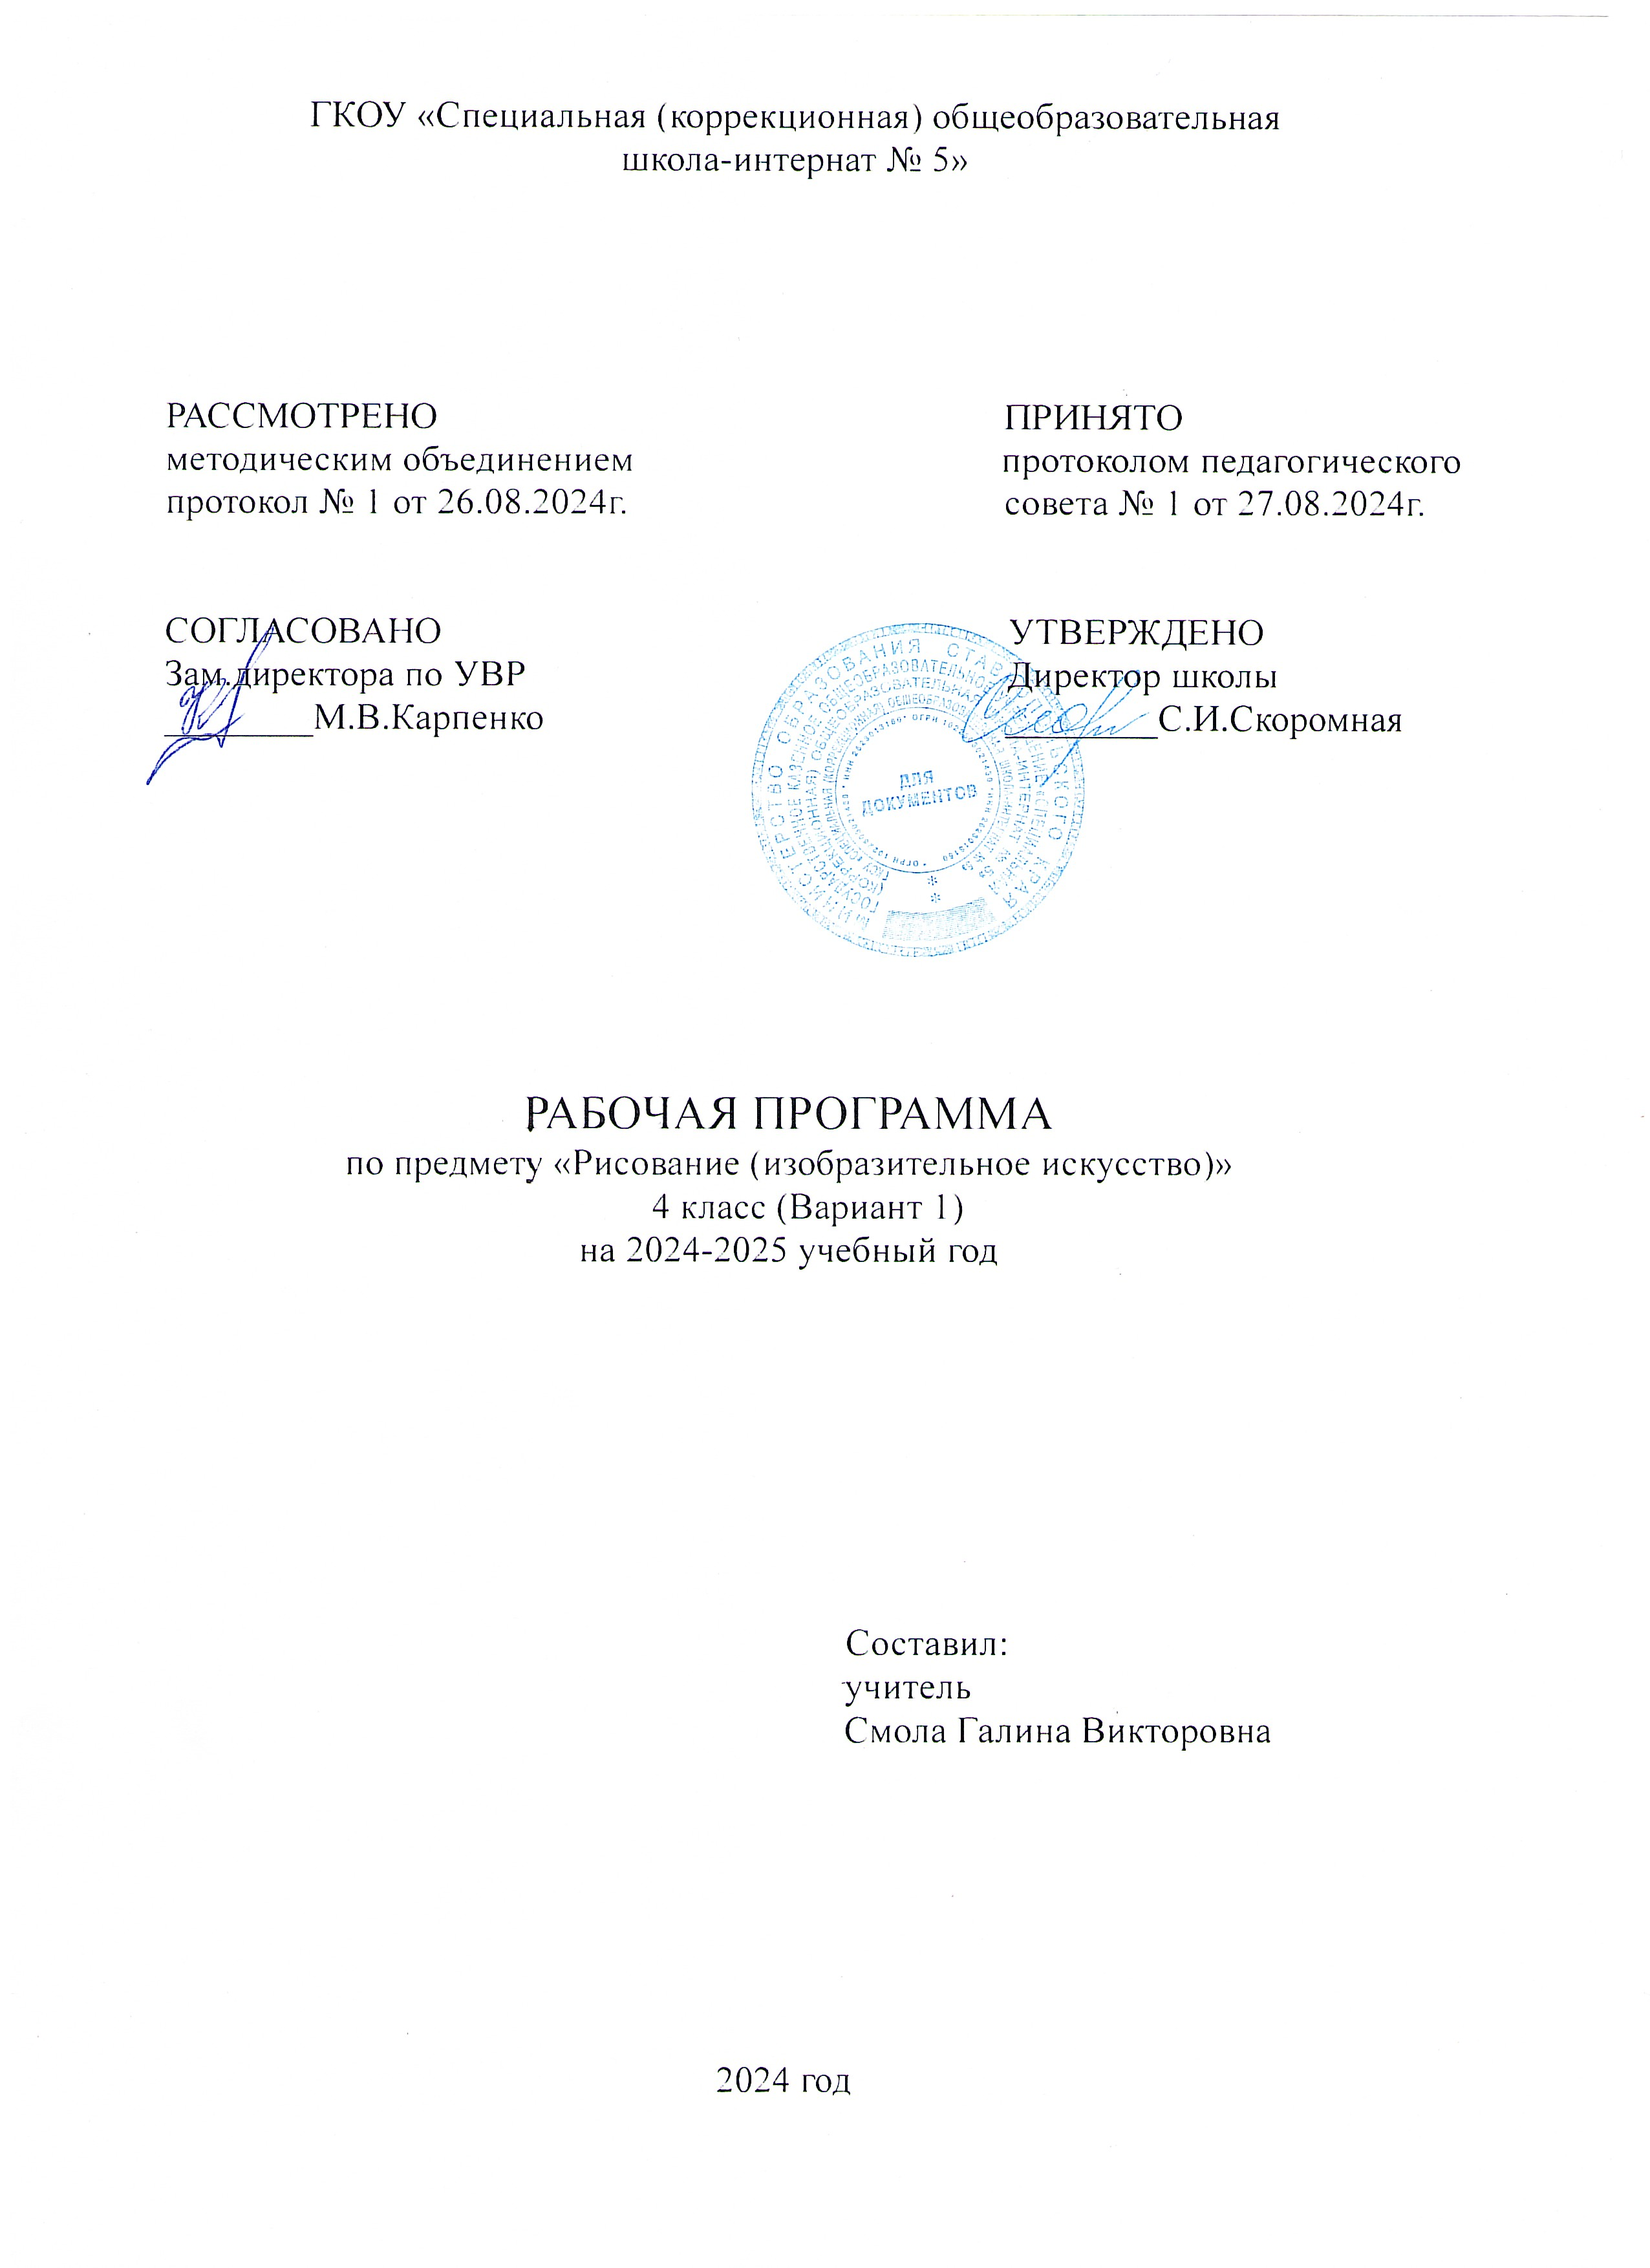 ГКОУ «Специальная (коррекционная) общеобразовательная
школа-интернат № 5»
РАССМОТРЕНО
методическим объединением
протокол № 1 от 26.08.2024г.
ПРИНЯТО
протоколом педагогического
совета № 1 от 27.08.2024г.
СОГЛАСОВАНО
Зам.директора по УВР
________М.В.Карпенко
УТВЕРЖДЕНО
Директор школы
________С.И.Скоромная
ДЛЯ
ДОКУМЕНТОВ
РАБОЧАЯ ПРОГРАММА
по предмету «Рисование (изобразительное искусство)»
4 класс (Вариант 1)
на 2024-2025 учебный год
Составил:
учитель
Смола Галина Викторовна
2024 год